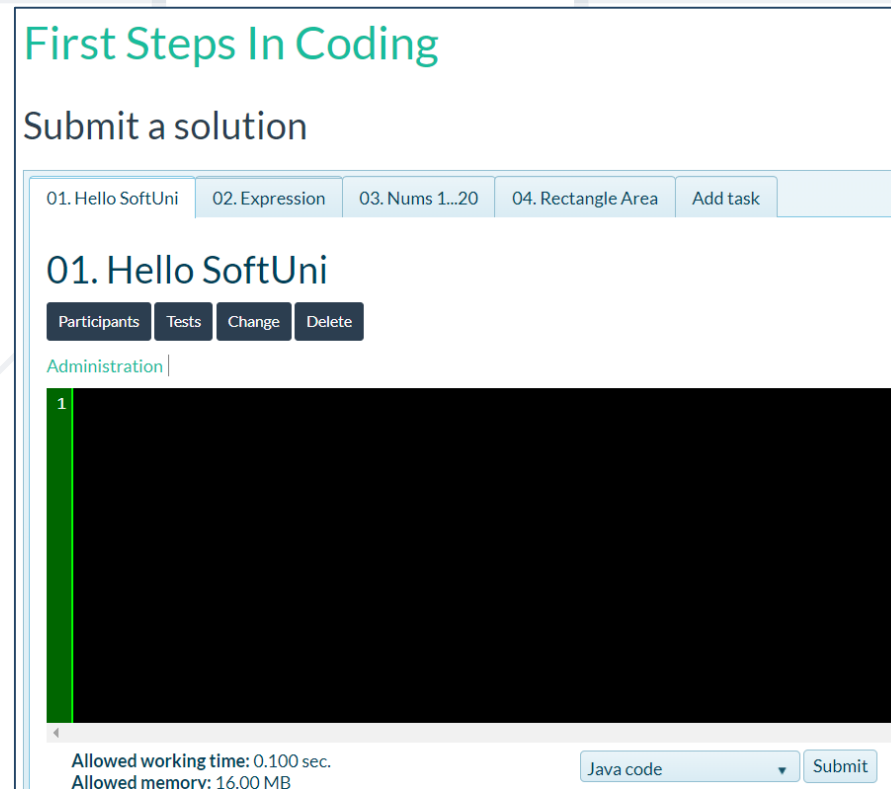 First Steps In Coding
Submit a solution
01. Hello SoftUni 02. Expression 03. Nums 1...20 04. Rectangle Area Add task
01. Hello SoftUni
Participants Tests Change Delete
Administration
1
Allowed working time: 0.100 sec.
Java code Submit
Allowed memory: 16.00 MB